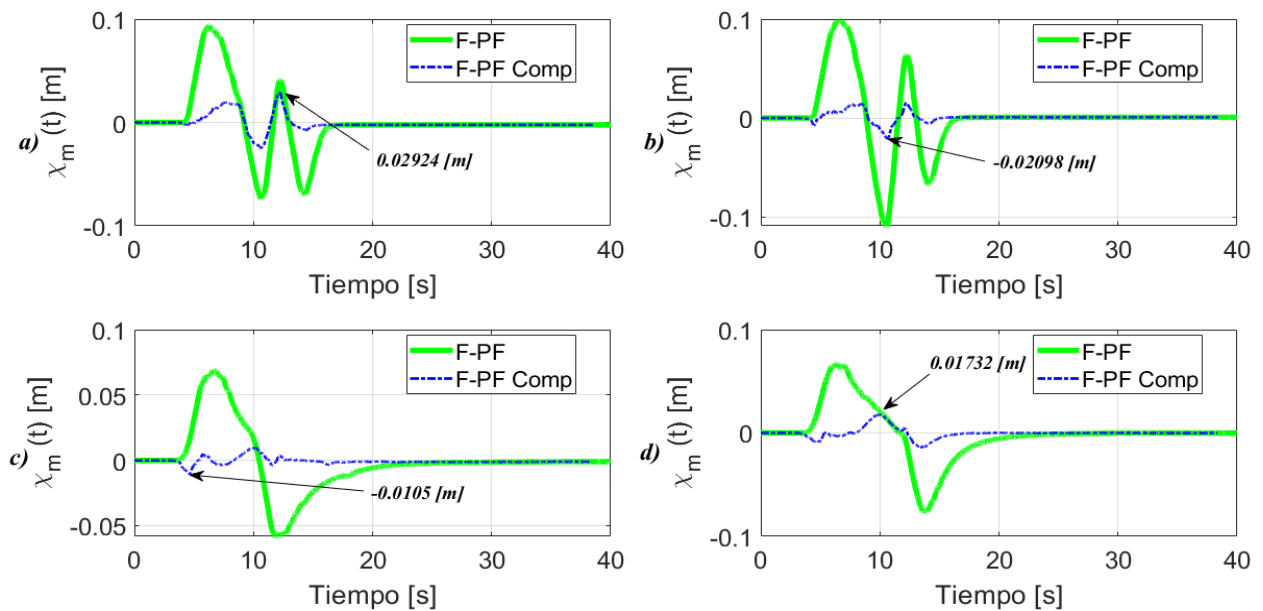 a)
χm (t) [m]
0.1
0
-0.1
F-PF
F-PF Comp
0.02924 [m]
0 10 20 30 40
Tiempo [s]
b)
χm (t) [m]
0.1
0
-0.1
F-PF
F-PF Comp
-0.02098 [m]
0 10 20 30 40
Tiempo [s]
c)
χm (t) [m]
0.1
0.05
0
-0.05
F-PF
F-PF Comp
-0.0105 [m]
0 10 20 30 40
Tiempo [s]
d)
χm (t) [m]
0.1
0
-0.1
0.01732 [m]
F-PF
F-PF Comp
0 10 20 30 40
Tiempo [s]